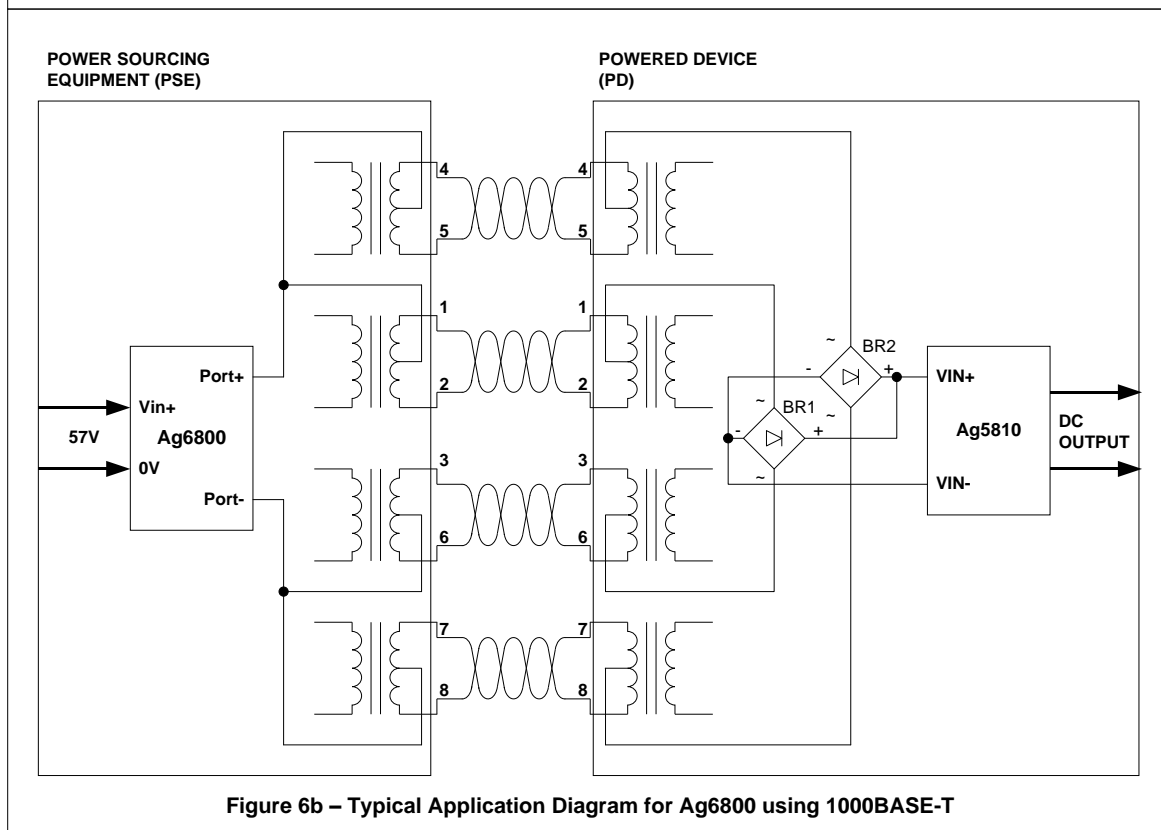 POWER SOURCING
EQUIPMENT (PSE)
POWERED DEVICE
(PD)
4
5
4
5
1
2
1
2
3
6
3
6
7
8
7
8
Port+
Vin+
57V
Ag6800
0V
Port-
~
BR2
-
+
~
~
BR1
-
+
~
VIN+
Ag5810
VIN-
DC
OUTPUT
Figure 6b – Typical Application Diagram for Ag6800 using 1000BASE-T